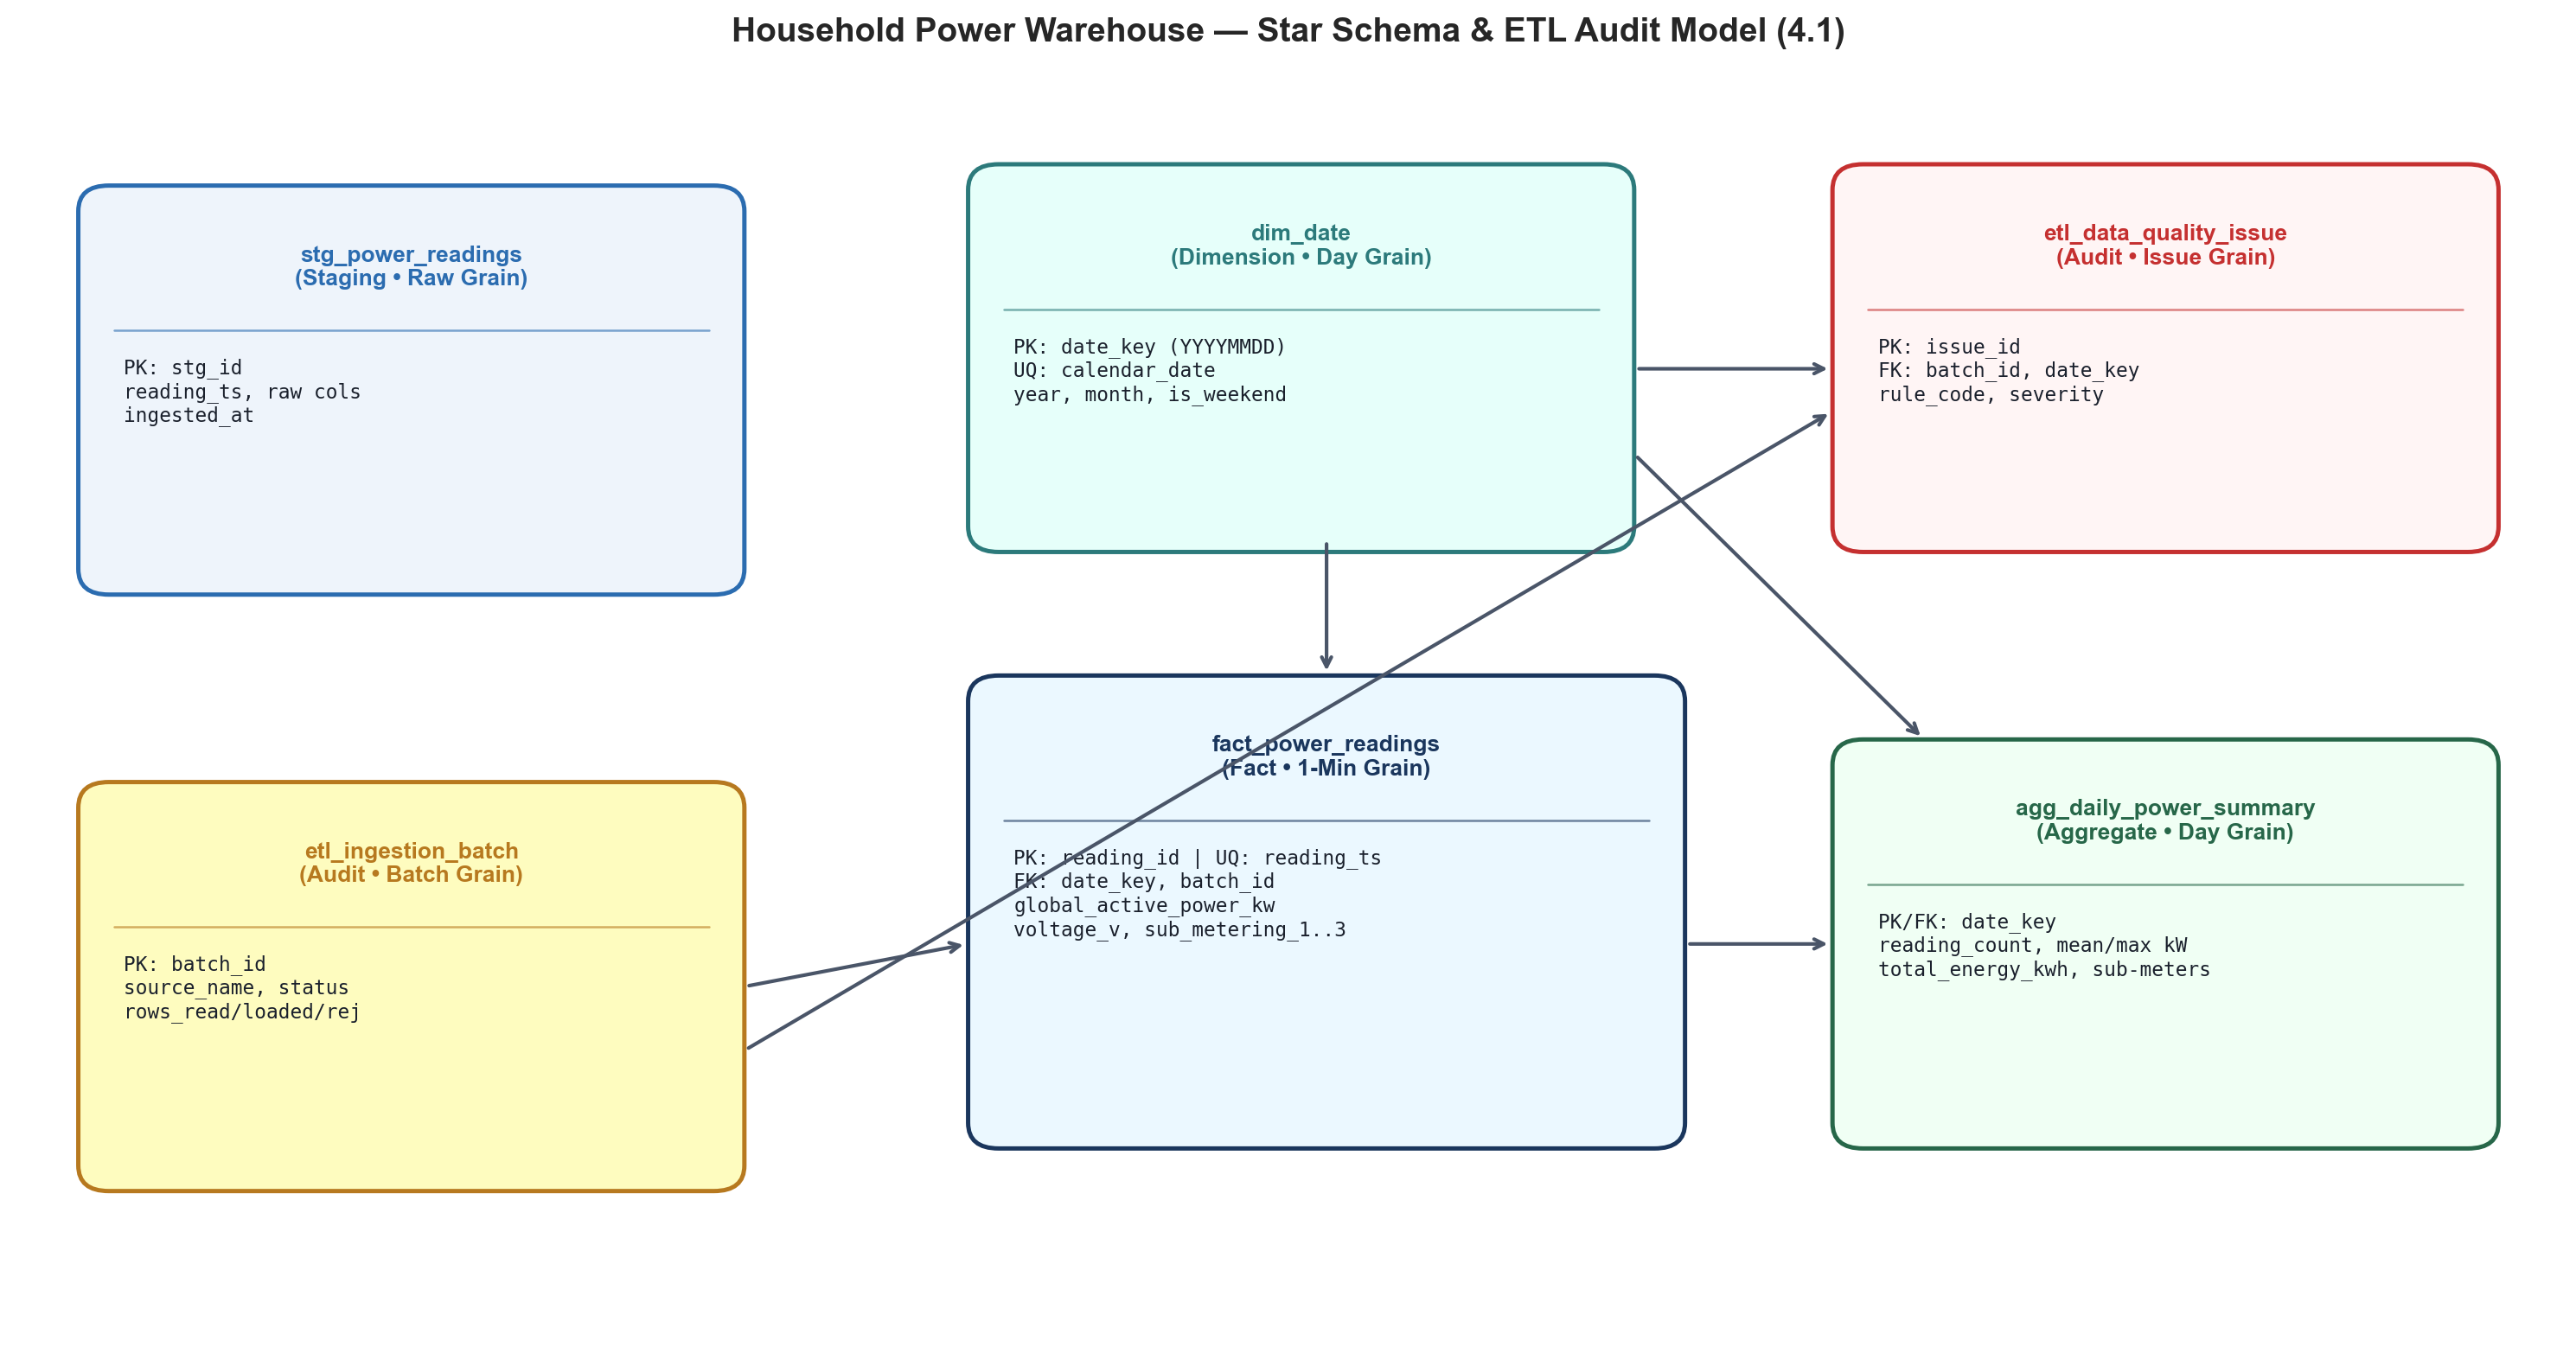 Household Power Warehouse — Star Schema & ETL Audit Model (4.1)
stg_power_readings
(Staging • Raw Grain)
PK: stg_id
reading_ts, raw cols
ingested_at
dim_date
(Dimension • Day Grain)
PK: date_key (YYYYMMDD)
UQ: calendar_date
year, month, is_weekend
etl_data_quality_issue
(Audit • Issue Grain)
PK: issue_id
FK: batch_id, date_key
rule_code, severity
etl_ingestion_batch
(Audit • Batch Grain)
PK: batch_id
source_name, status
rows_read/loaded/rej
fact_power_readings
(Fact • 1-Min Grain)
PK: reading_id | UQ: reading_ts
FK: date_key, batch_id
global_active_power_kw
voltage_v, sub_metering_1..3
agg_daily_power_summary
(Aggregate • Day Grain)
PK/FK: date_key
reading_count, mean/max kW
total_energy_kwh, sub-meters